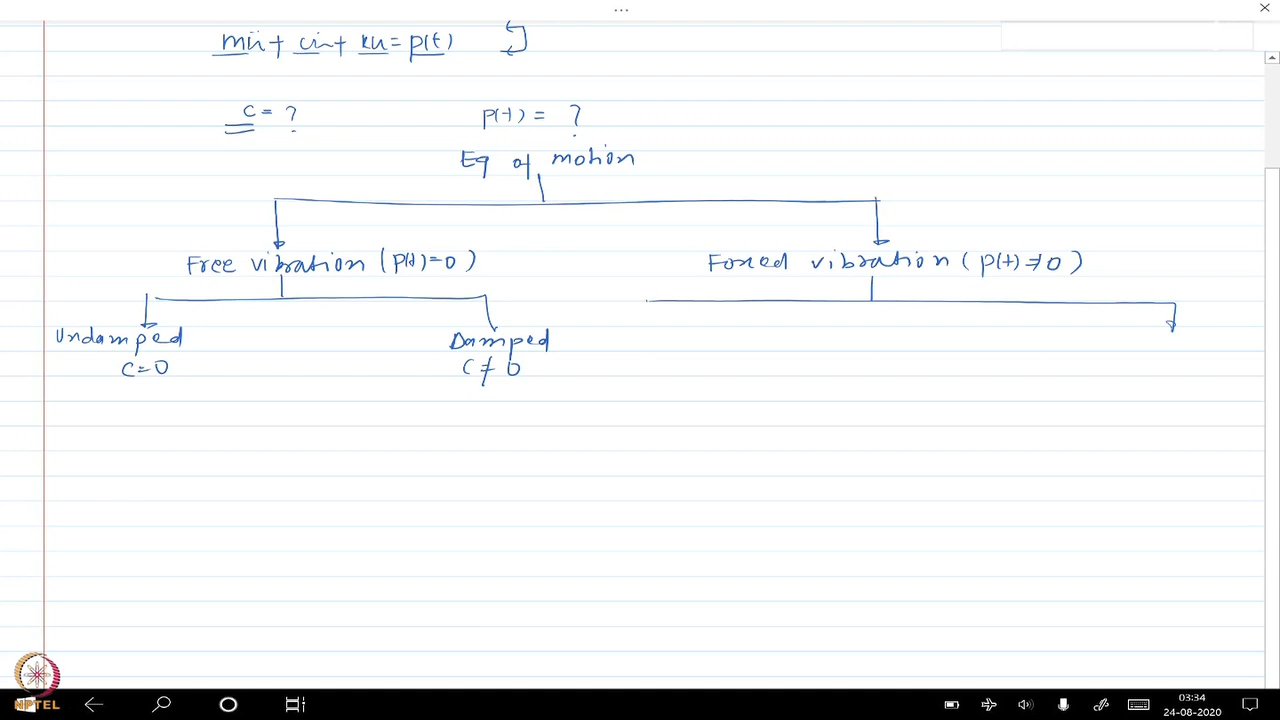 mü + cu̇ + ku = p(t)
c = ? p(t) = ?
Eq of motion
Free vibration (p(t)=0) Forced vibration (p(t) ≠ 0)
Undamped Damped
c=0 c ≠ 0
NPTEL
03:34
24-08-2020